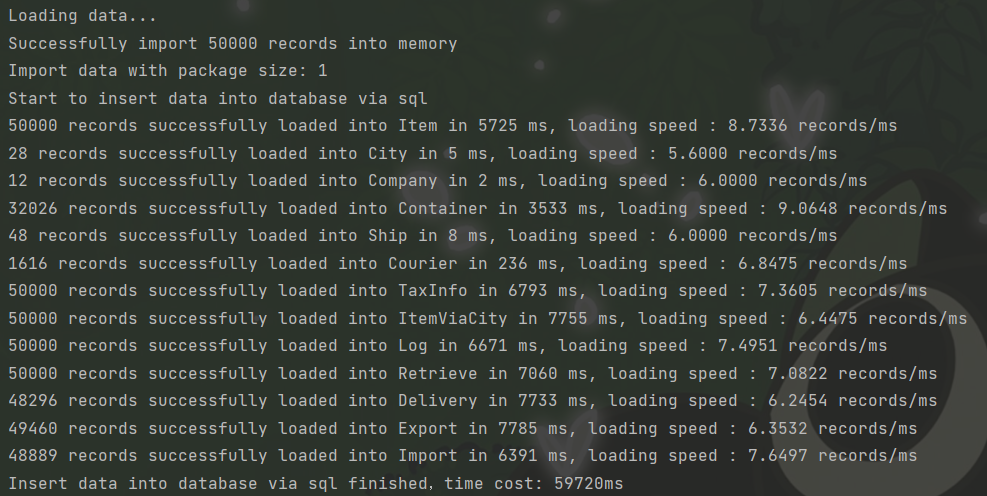 Loading data...
Successfully import 50000 records into memory
Import data with package size: 1
Start to insert data into database via sql
50000 records successfully loaded into Item in 5725 ms, loading speed : 8.7336 records/ms
28 records successfully loaded into City in 5 ms, loading speed : 5.6000 records/ms
12 records successfully loaded into Company in 2 ms, loading speed : 6.0000 records/ms
32026 records successfully loaded into Container in 3533 ms, loading speed : 9.0648 records/ms
48 records successfully loaded into Ship in 8 ms, loading speed : 6.0000 records/ms
1616 records successfully loaded into Courier in 236 ms, loading speed : 6.8475 records/ms
50000 records successfully loaded into TaxInfo in 6793 ms, loading speed : 7.3605 records/ms
50000 records successfully loaded into ItemViaCity in 7755 ms, loading speed : 6.4475 records/ms
50000 records successfully loaded into Log in 6671 ms, loading speed : 7.4951 records/ms
50000 records successfully loaded into Retrieve in 7060 ms, loading speed : 7.0822 records/ms
48296 records successfully loaded into Delivery in 7733 ms, loading speed : 6.2454 records/ms
49460 records successfully loaded into Export in 7785 ms, loading speed : 6.3532 records/ms
48889 records successfully loaded into Import in 6391 ms, loading speed : 7.6497 records/ms
Insert data into database via sql finished, time cost: 59720ms